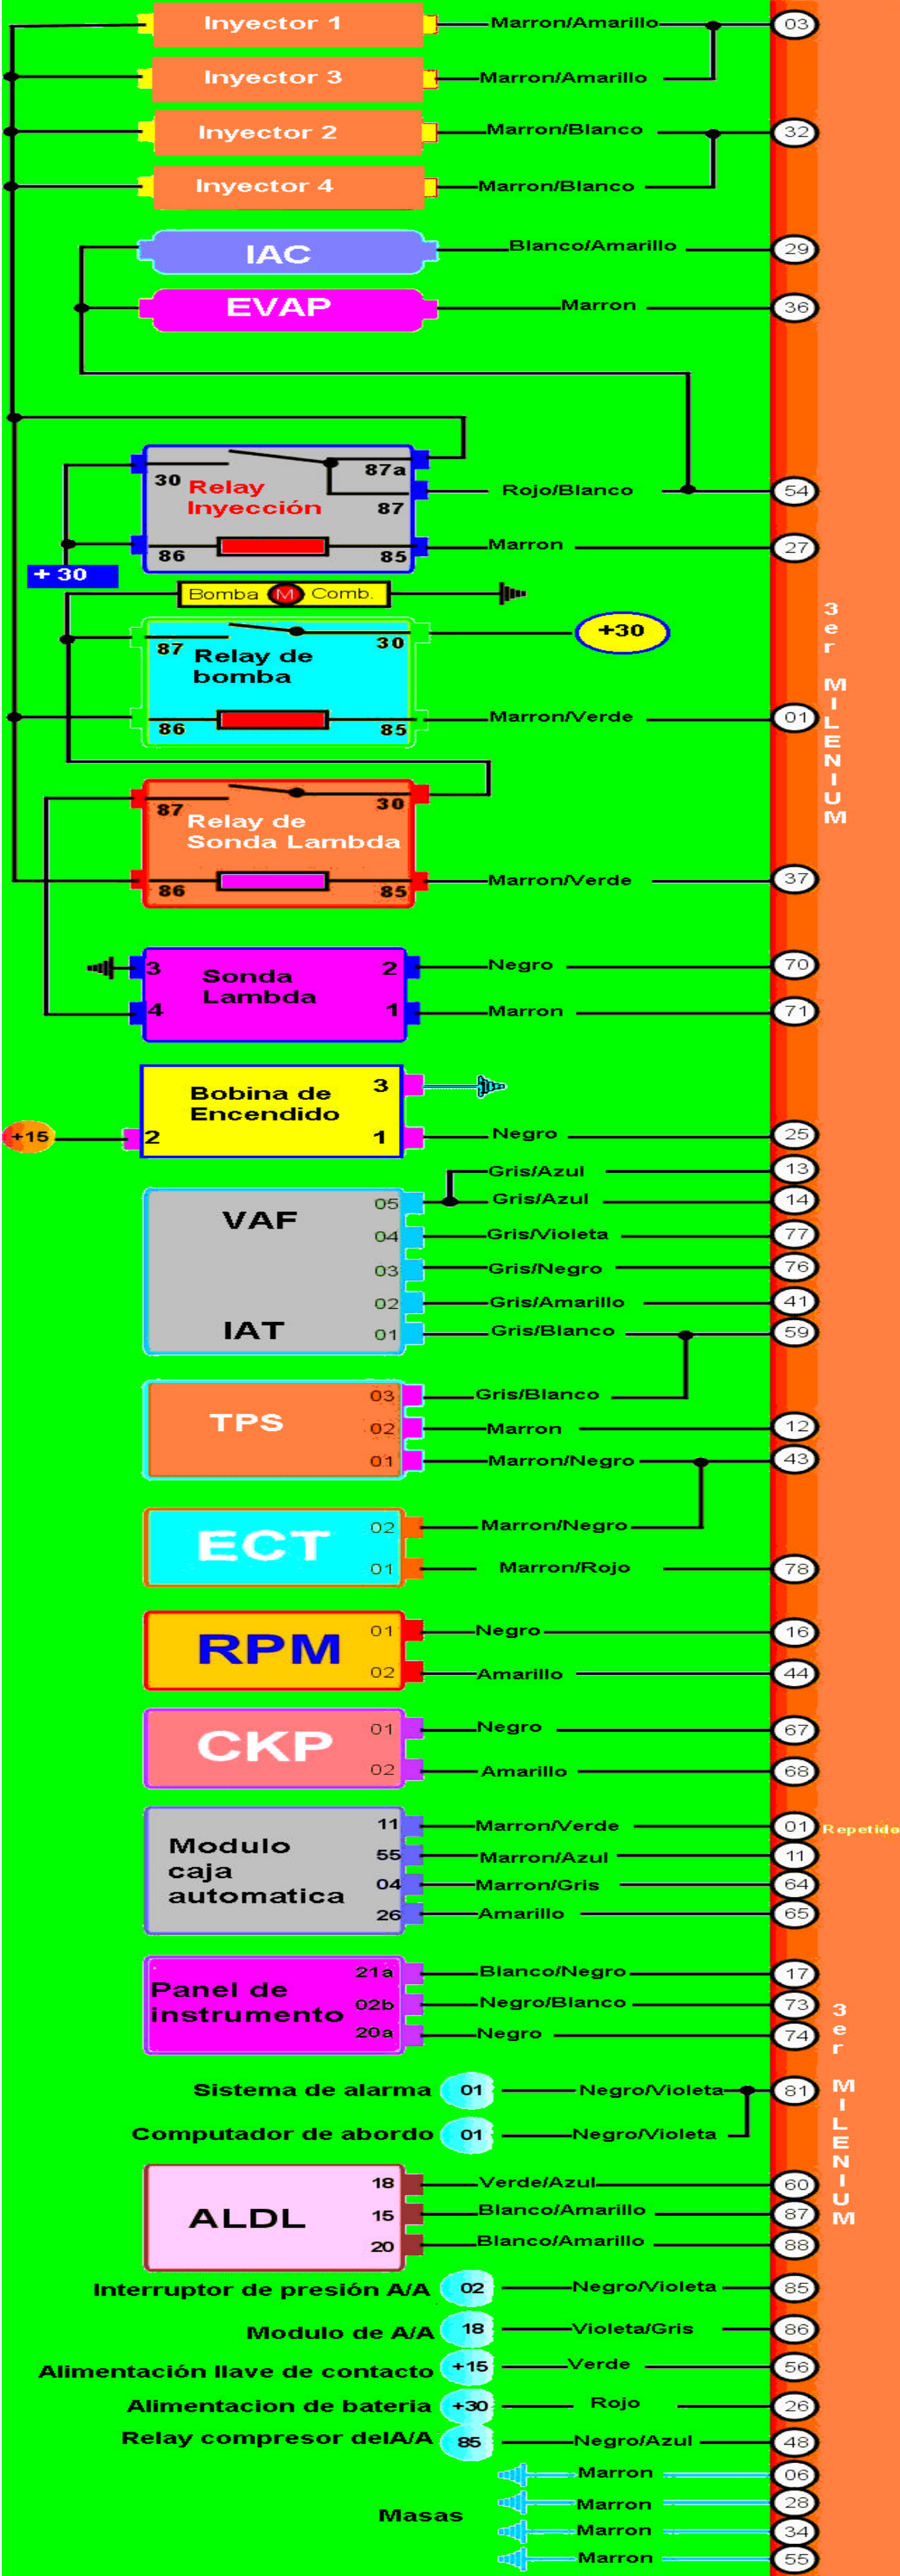 Inyector 1 Marron/Amarillo 03
Inyector 3 Marron/Amarillo
Inyector 2 Marron/Blanco 32
Inyector 4 Marron/Blanco
IAC Blanco/Amarillo 29
EVAP Marron 36
87a
30 Relay Rojo/Blanco 54
Inyección 87
86 85 Marron 27
+ 30
Bomba M Comb.
87 30 +30
Relay de
bomba
86 85 Marron/Verde 01
3er MILENIUM
87 30
Relay de
Sonda Lambda
86 85 Marron/Verde 37
3 Sonda 2 Negro 70
Lambda
4 1 Marron 71
Bobina de 3
Encendido
+15 2 1 Negro 25
Gris/Azul 13
VAF 05 Gris/Azul 14
04 Gris/Violeta 77
03 Gris/Negro 76
02 Gris/Amarillo 41
IAT 01 Gris/Blanco 59
03 Gris/Blanco
TPS 02 Marron 12
01 Marron/Negro 43
ECT 02 Marron/Negro
01 Marron/Rojo 78
RPM 01 Negro 16
02 Amarillo 44
CKP 01 Negro 67
02 Amarillo 68
11 Marron/Verde 01 Repetido
Modulo 55 Marron/Azul 11
caja 04 Marron/Gris 64
automatica 26 Amarillo 65
21a Blanco/Negro 17
Panel de 02b Negro/Blanco 73
instrumento 20a Negro 74
3er MILENIUM
Sistema de alarma 01 Negro/Violeta 81
Computador de abordo 01 Negro/Violeta
18 Verde/Azul 60
ALDL 15 Blanco/Amarillo 87
20 Blanco/Amarillo 88
Interruptor de presión A/A 02 Negro/Violeta 85
Modulo de A/A 18 Violeta/Gris 86
Alimentación llave de contacto +15 Verde 56
Alimentacion de bateria +30 Rojo 26
Relay compresor delA/A 85 Negro/Azul 48
Marron 06
Marron 28
Masas
Marron 34
Marron 55